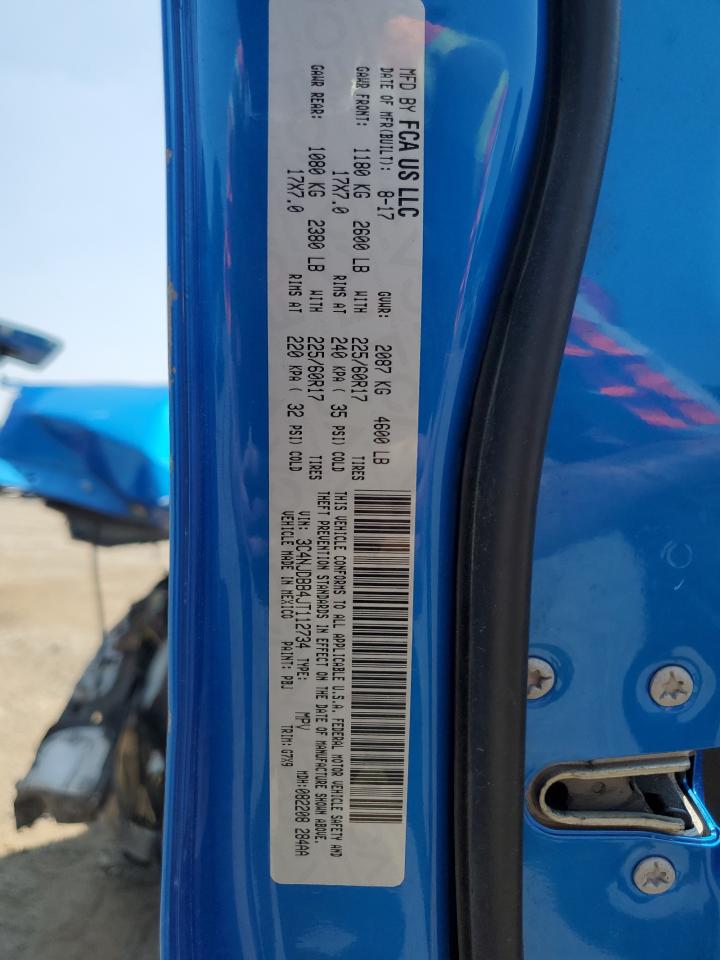 MFD BY FCA US LLC
DATE OF MFR(BUILT): 8-17 GVWR: 2087 KG 4600 LB
GAWR FRONT: 1180 KG 2600 LB WITH 225/60R17 TIRES
17X7.0 RIMS AT 240 KPA ( 35 PSI) COLD
GAWR REAR: 1080 KG 2380 LB WITH 225/60R17 TIRES
17X7.0 RIMS AT 220 KPA ( 32 PSI) COLD
THIS VEHICLE CONFORMS TO ALL APPLICABLE U.S.A. FEDERAL MOTOR VEHICLE SAFETY AND
THEFT PREVENTION STANDARDS IN EFFECT ON THE DATE OF MANUFACTURE SHOWN ABOVE.
VIN: 3C4NJDBB4JT112734 TYPE: MPV MDH:082208 284AA
VEHICLE MADE IN MEXICO PAINT: PBJ TRIM: G7X9